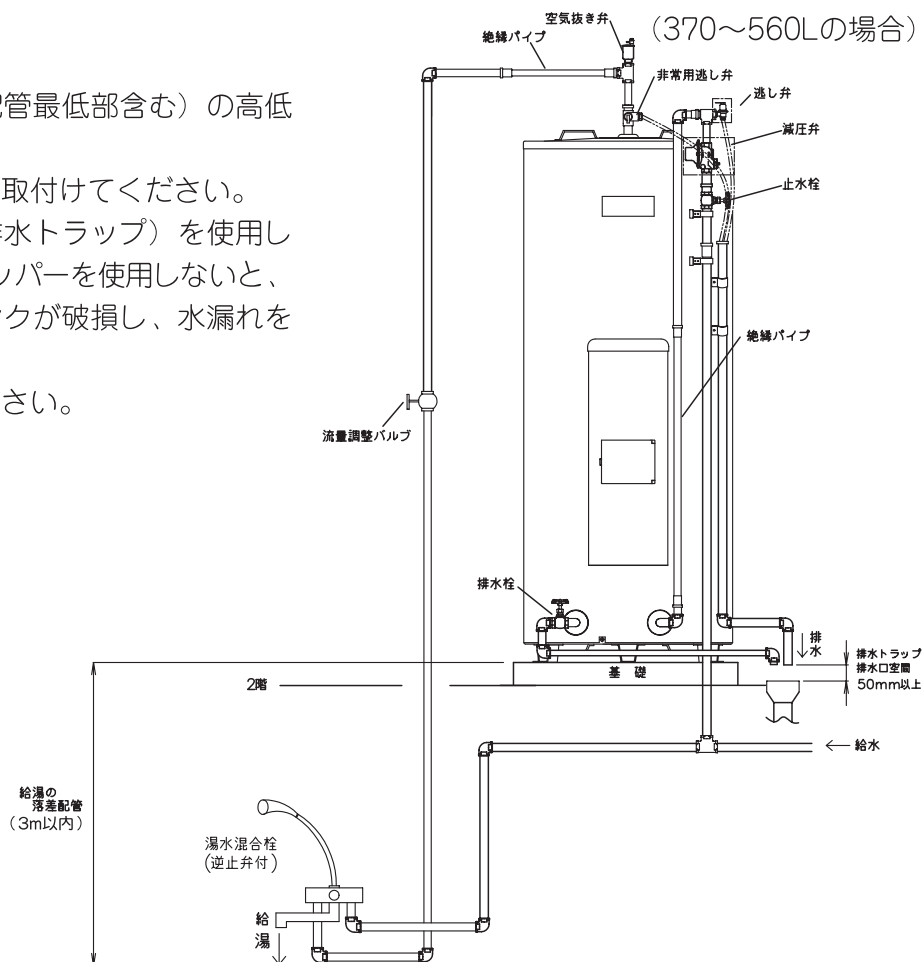 （370～560Lの場合）
管最低部含む）の高低
取付けてください。
水トラップ）を使用し
ッパーを使用しないと、
クが破損し、水漏れを
さい。
空気抜き弁
絶縁パイプ
非常用逃し弁
逃し弁
減圧弁
止水栓
絶縁パイプ
流量調整バルブ
排水栓
排水
排水トラップ
排水口空間
50mm以上
基礎
2階
給水
給湯の
落差配管
（3m以内）
湯水混合栓
(逆止弁付)
給湯